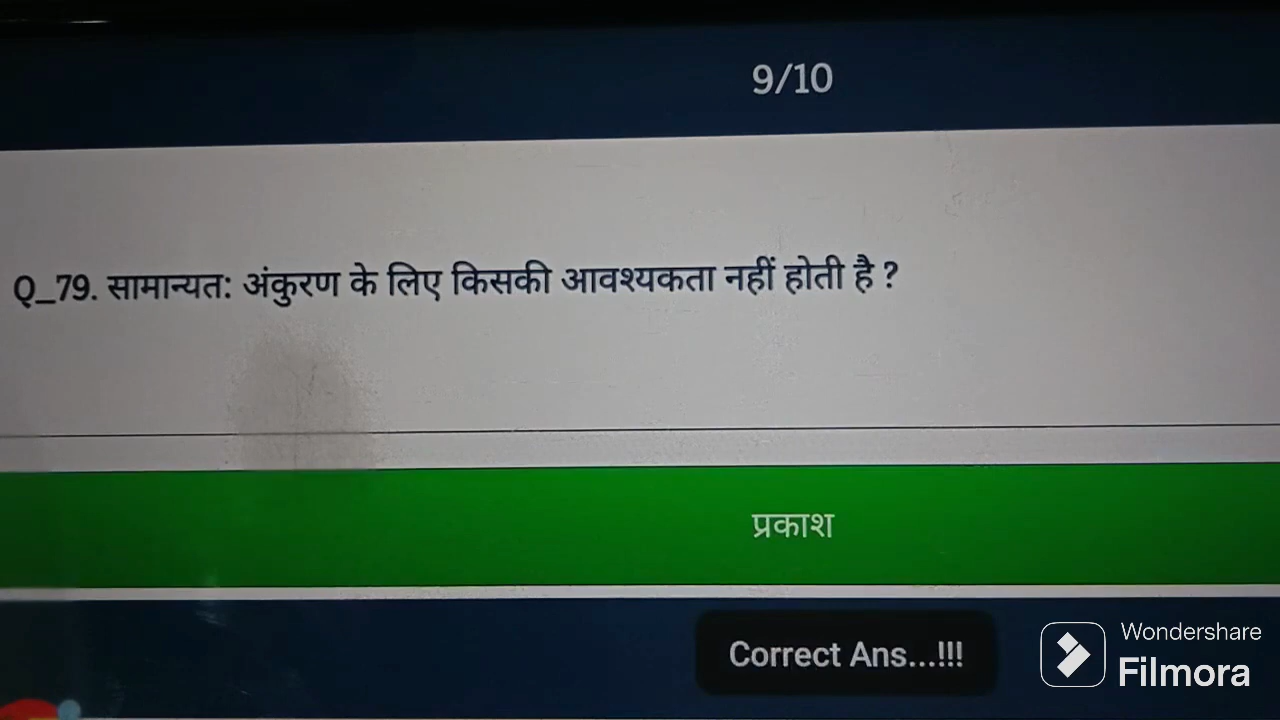 9/10
Q_79. सामान्यत: अंकुरण के लिए किसकी आवश्यकता नहीं होती है ?
प्रकाश
Correct Ans...!!!
Wondershare
Filmora